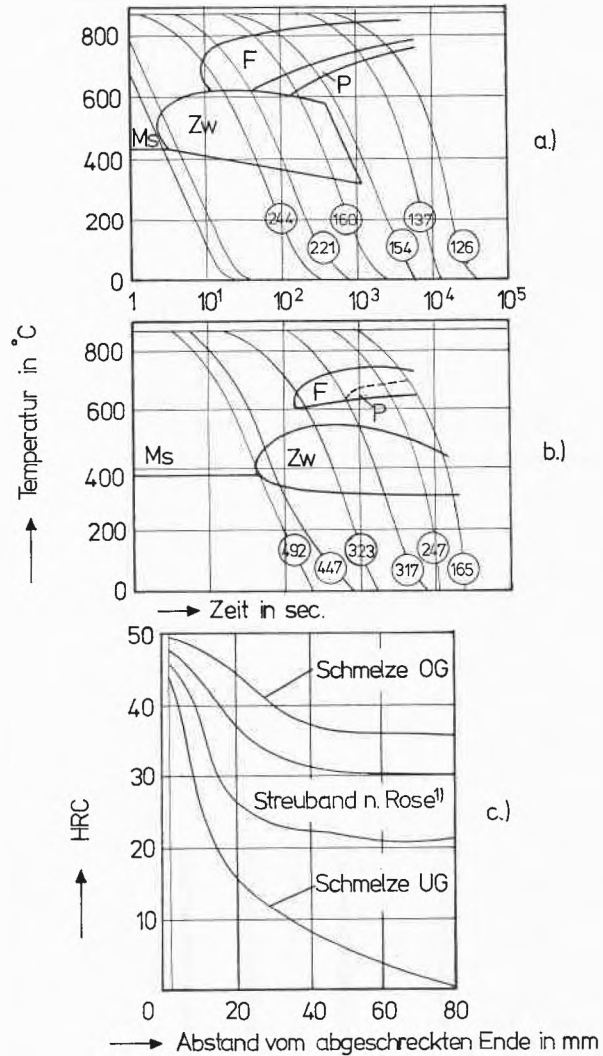 800
600
400
200
0
F
P
Zw
Ms
244
221
160
154
137
126
a.)
1 10¹ 10² 10³ 10⁴ 10⁵
Temperatur in °C
800
600
400
200
0
F
P
Zw
Ms
492
447
323
317
247
165
b.)
Zeit in sec.
50
40
30
20
10
HRC
Schmelze OG
Streuband n. Rose¹⁾
Schmelze UG
c.)
0 20 40 60 80
Abstand vom abgeschreckten Ende in mm